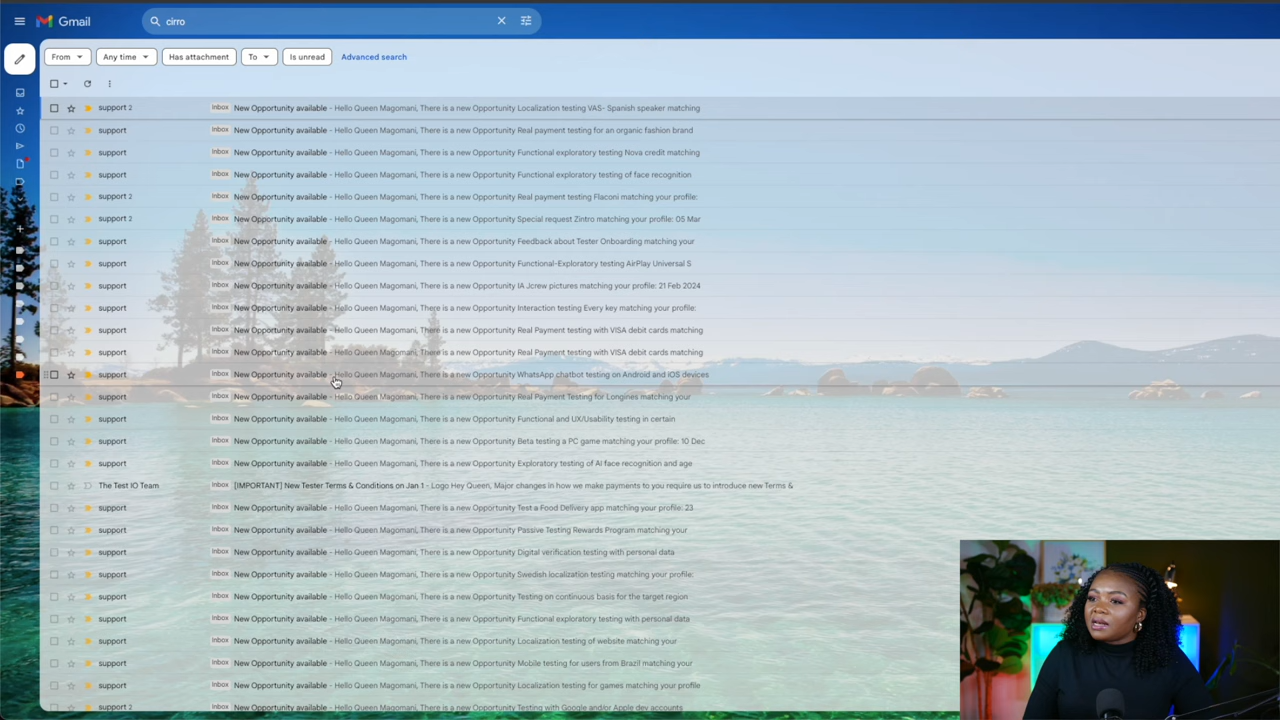 Gmail
cirro
From
Any time
Has attachment
To
Is unread
Advanced search
support 2 Inbox New Opportunity available - Hello Queen Magomani, There is a new Opportunity Localization testing VAS- Spanish speaker matching
support Inbox New Opportunity available - Hello Queen Magomani, There is a new Opportunity Real payment testing for an organic fashion brand
support Inbox New Opportunity available - Hello Queen Magomani, There is a new Opportunity Functional exploratory testing Nova credit matching
support Inbox New Opportunity available - Hello Queen Magomani, There is a new Opportunity Functional exploratory testing of face recognition
support 2 Inbox New Opportunity available - Hello Queen Magomani, There is a new Opportunity Real payment testing Flaconi matching your profile:
support 2 Inbox New Opportunity available - Hello Queen Magomani, There is a new Opportunity Special request Zintro matching your profile: 05 Mar
support Inbox New Opportunity available - Hello Queen Magomani, There is a new Opportunity Feedback about Tester Onboarding matching your
support Inbox New Opportunity available - Hello Queen Magomani, There is a new Opportunity Functional-Exploratory testing AirPlay Universal S
support Inbox New Opportunity available - Hello Queen Magomani, There is a new Opportunity IA Jcrew pictures matching your profile: 21 Feb 2024
support Inbox New Opportunity available - Hello Queen Magomani, There is a new Opportunity Interaction testing Every key matching your profile:
support Inbox New Opportunity available - Hello Queen Magomani, There is a new Opportunity Real Payment testing with VISA debit cards matching
support Inbox New Opportunity available - Hello Queen Magomani, There is a new Opportunity Real Payment testing with VISA debit cards matching
support Inbox New Opportunity available - Hello Queen Magomani, There is a new Opportunity WhatsApp chatbot testing on Android and iOS devices
support Inbox New Opportunity available - Hello Queen Magomani, There is a new Opportunity Real Payment Testing for Longines matching your
support Inbox New Opportunity available - Hello Queen Magomani, There is a new Opportunity Functional and UX/Usability testing in certain
support Inbox New Opportunity available - Hello Queen Magomani, There is a new Opportunity Beta testing a PC game matching your profile: 10 Dec
support Inbox New Opportunity available - Hello Queen Magomani, There is a new Opportunity Exploratory testing of AI face recognition and age
The Test IO Team Inbox [IMPORTANT] New Tester Terms & Conditions on Jan 1 - Logo Hey Queen, Major changes in how we make payments to you require us to introduce new Terms &
support Inbox New Opportunity available - Hello Queen Magomani, There is a new Opportunity Test a Food Delivery app matching your profile: 23
support Inbox New Opportunity available - Hello Queen Magomani, There is a new Opportunity Passive Testing Rewards Program matching your
support Inbox New Opportunity available - Hello Queen Magomani, There is a new Opportunity Digital verification testing with personal data
support Inbox New Opportunity available - Hello Queen Magomani, There is a new Opportunity Swedish localization testing matching your profile:
support Inbox New Opportunity available - Hello Queen Magomani, There is a new Opportunity Testing on continuous basis for the target region
support Inbox New Opportunity available - Hello Queen Magomani, There is a new Opportunity Functional exploratory testing with personal data
support Inbox New Opportunity available - Hello Queen Magomani, There is a new Opportunity Localization testing of website matching your
support Inbox New Opportunity available - Hello Queen Magomani, There is a new Opportunity Mobile testing for users from Brazil matching your
support Inbox New Opportunity available - Hello Queen Magomani, There is a new Opportunity Localization testing for games matching your profile
support 2 Inbox New Opportunity available - Hello Queen Magomani, There is a new Opportunity Testing with Google and/or Apple dev accounts